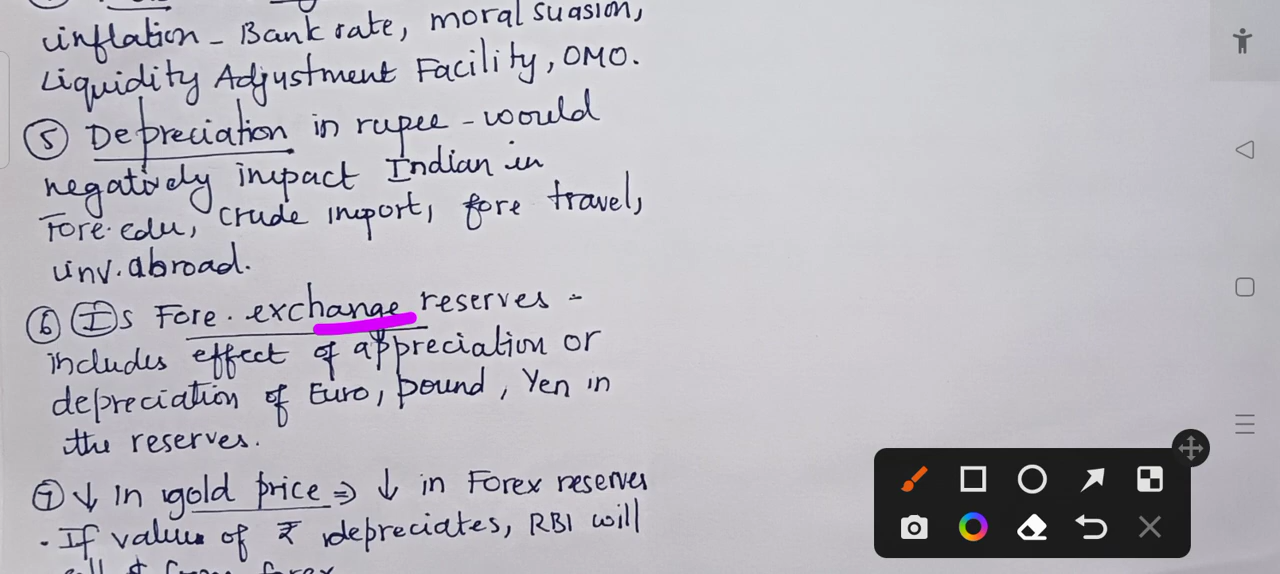 inflation - Bank rate, moral suasion,
Liquidity Adjustment Facility, OMO.
⑤ Depreciation in rupee - would
negatively impact Indian in
Fore. edu, crude import, fore travel,
inv. abroad.
⑥ Ⓘs Fore. exchange reserves -
includes effect of appreciation or
depreciation of Euro, pound, Yen in
the reserves.
⑦ ↓ in gold price ⇒ ↓ in Forex reserves
. If value of ₹ depreciates, RBI will